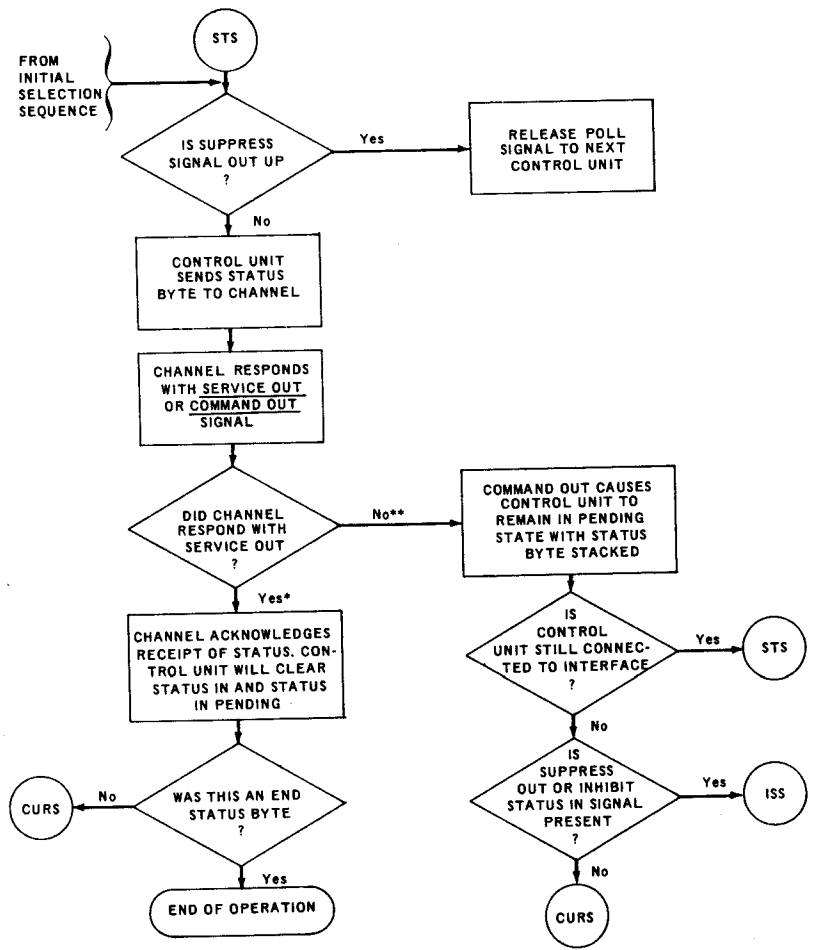 STS
FROM
INITIAL
SELECTION
SEQUENCE
IS SUPPRESS
SIGNAL OUT UP
?
Yes
RELEASE POLL
SIGNAL TO NEXT
CONTROL UNIT
No
CONTROL UNIT
SENDS STATUS
BYTE TO CHANNEL
CHANNEL RESPONDS
WITH SERVICE OUT
OR COMMAND OUT
SIGNAL
DID CHANNEL
RESPOND WITH
SERVICE OUT
?
No**
COMMAND OUT CAUSES
CONTROL UNIT TO
REMAIN IN PENDING
STATE WITH STATUS
BYTE STACKED
Yes*
CHANNEL ACKNOWLEDGES
RECEIPT OF STATUS. CON-
TROL UNIT WILL CLEAR
STATUS IN AND STATUS
IN PENDING
IS
CONTROL
UNIT STILL CONNEC-
TED TO INTERFACE
?
Yes
STS
No
IS
SUPPRESS
OUT OR INHIBIT
STATUS IN SIGNAL
PRESENT
?
Yes
ISS
No
CURS
WAS THIS AN END
STATUS BYTE
?
No
CURS
Yes
END OF OPERATION